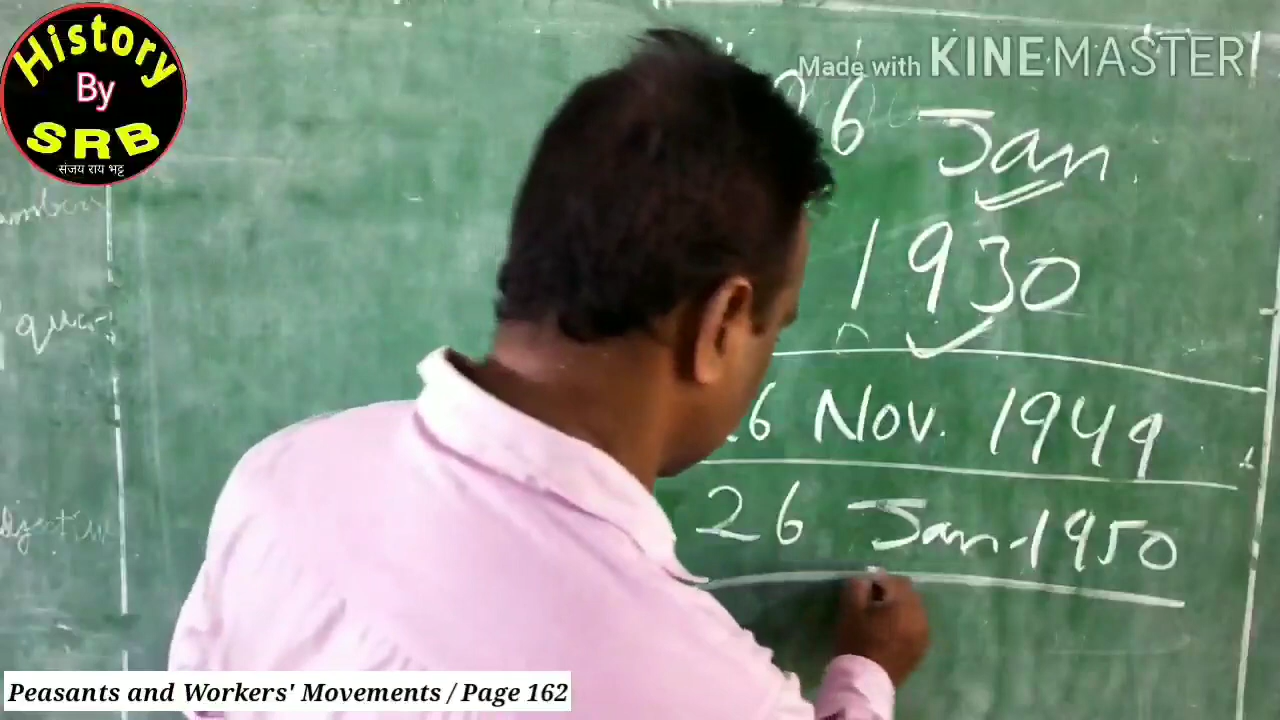 History
By
SRB
संजय राय भट्ट
Made with KINEMASTER
26 Jan.
1930
26 Nov. 1949
26 Jan-1950
Peasants and Workers' Movements / Page 162